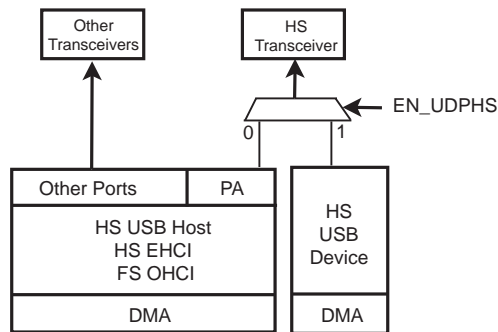 Other
Transceivers
HS
Transceiver
EN_UDPHS
0
1
Other Ports
PA
HS USB Host
HS EHCI
FS OHCI
DMA
HS
USB
Device
DMA